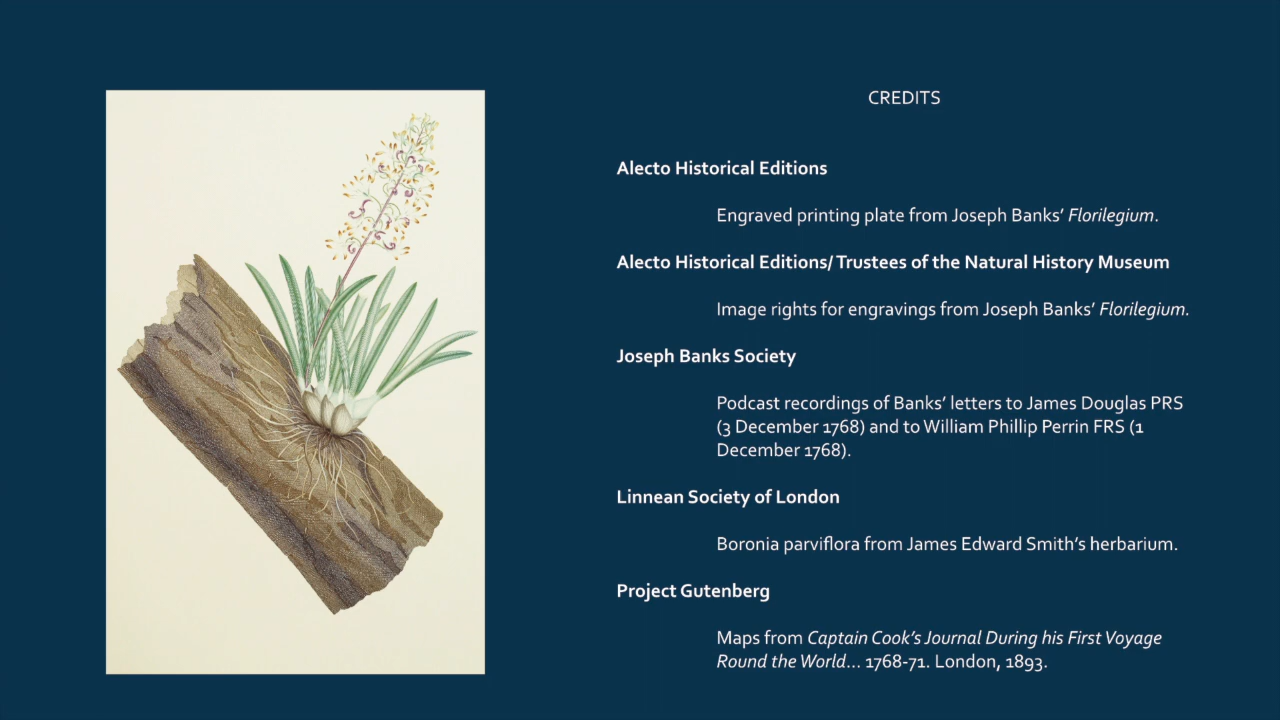 CREDITS
Alecto Historical Editions
Engraved printing plate from Joseph Banks’ Florilegium.
Alecto Historical Editions/ Trustees of the Natural History Museum
Image rights for engravings from Joseph Banks’ Florilegium.
Joseph Banks Society
Podcast recordings of Banks’ letters to James Douglas PRS
(3 December 1768) and to William Phillip Perrin FRS (1
December 1768).
Linnean Society of London
Boronia parviflora from James Edward Smith’s herbarium.
Project Gutenberg
Maps from Captain Cook’s Journal During his First Voyage
Round the World… 1768-71. London, 1893.